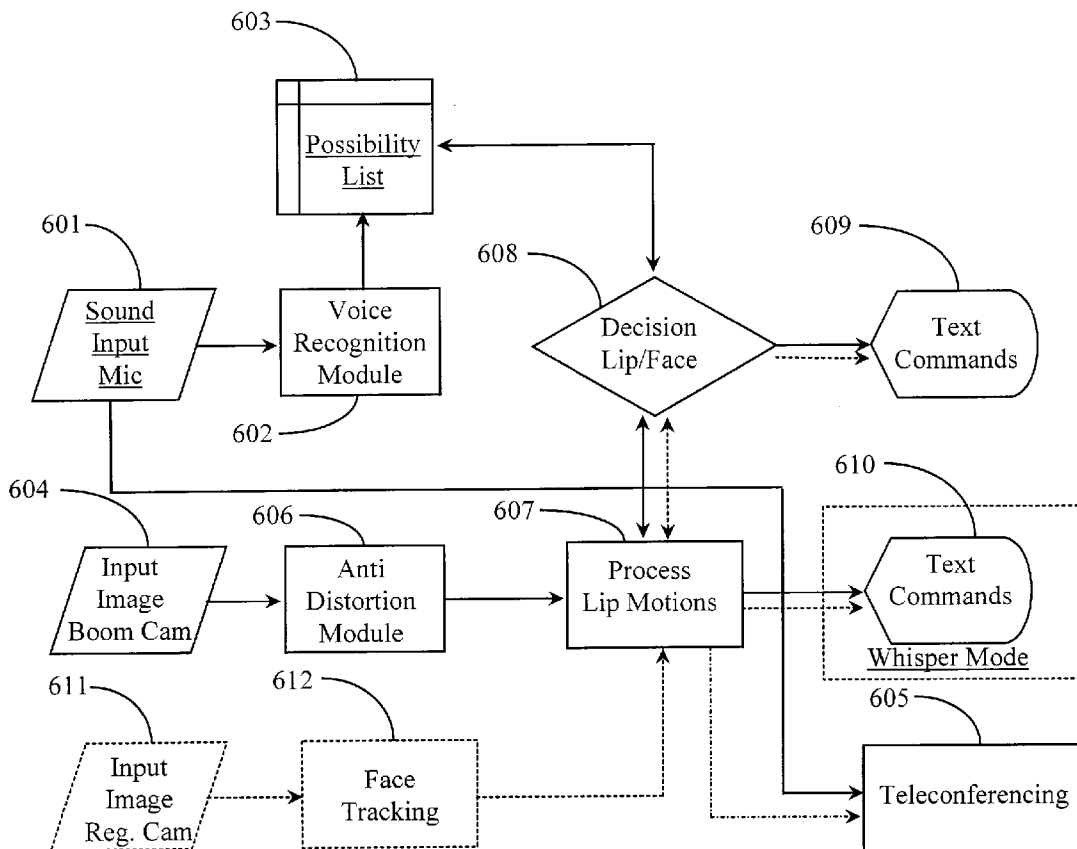 603
Possibility
List
601
Sound
Input
Mic
Voice
Recognition
Module
602
608
Decision
Lip/Face
609
Text
Commands
604
Input
Image
Boom Cam
606
Anti
Distortion
Module
607
Process
Lip Motions
610
Text
Commands
Whisper Mode
611
Input
Image
Reg. Cam
612
Face
Tracking
605
Teleconferencing